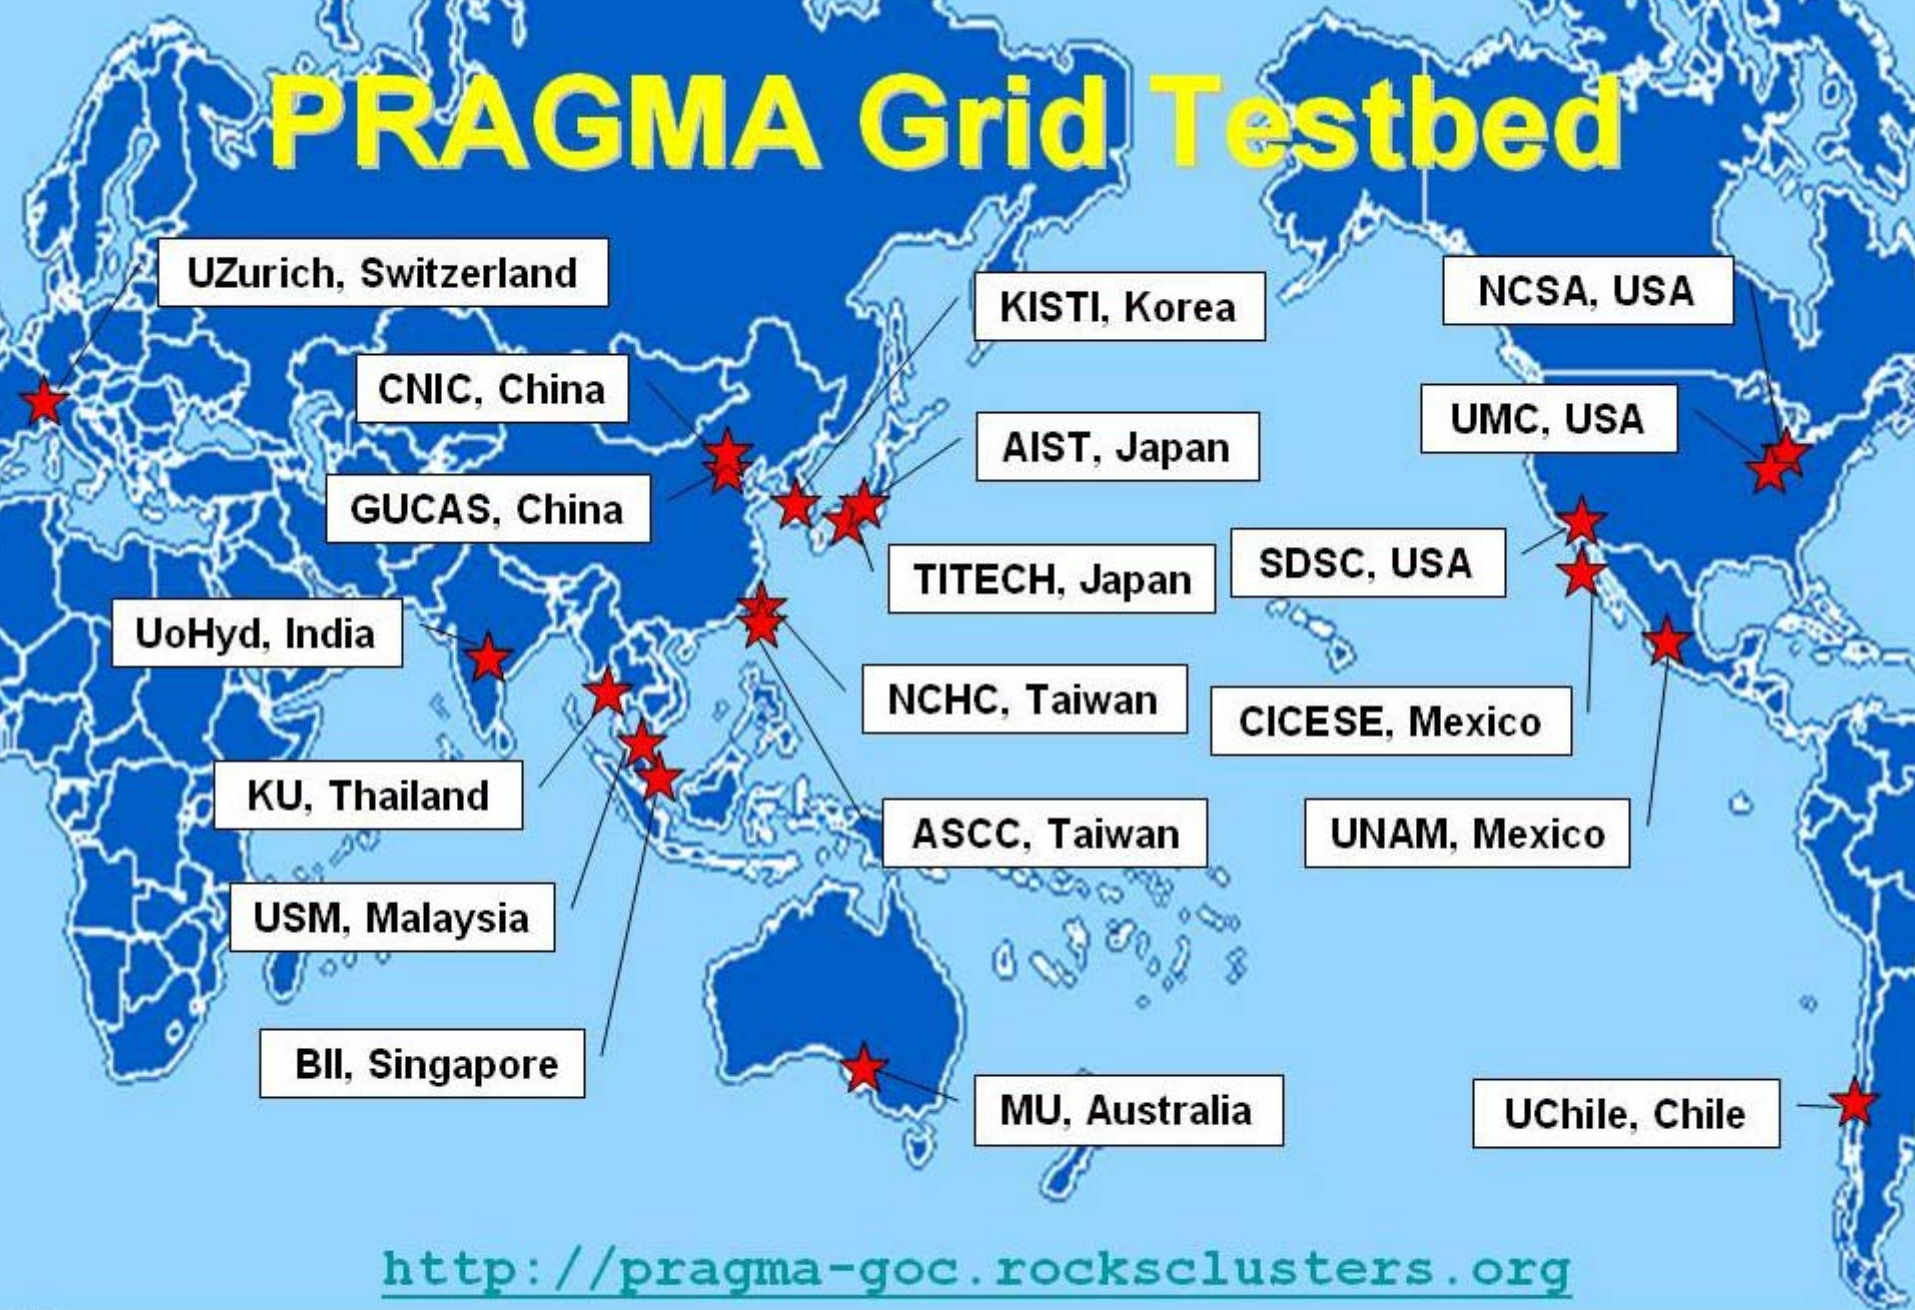 PRAGMA Grid Testbed
UZurich, Switzerland
NCSA, USA
KISTI, Korea
CNIC, China
UMC, USA
AIST, Japan
GUCAS, China
SDSC, USA
TITECH, Japan
UoHyd, India
NCHC, Taiwan
CICESE, Mexico
KU, Thailand
ASCC, Taiwan
UNAM, Mexico
USM, Malaysia
BII, Singapore
MU, Australia
UChile, Chile
http://pragma-goc.rocksclusters.org